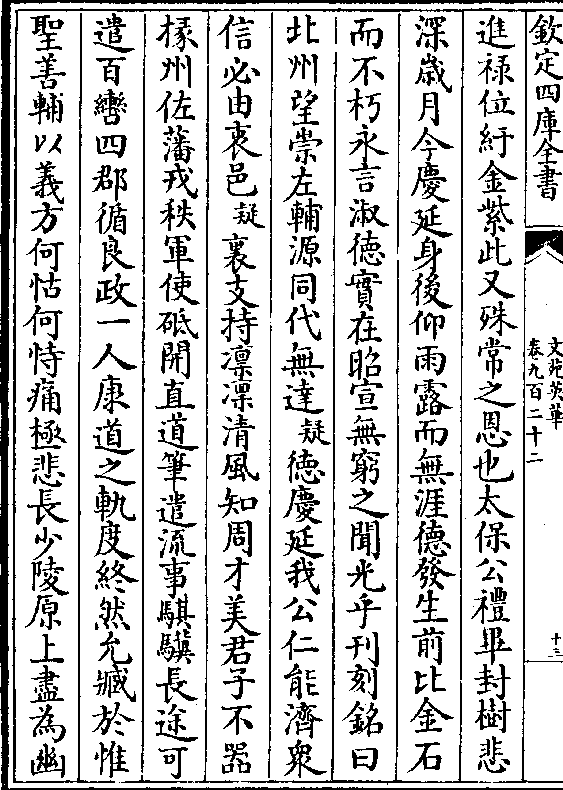 欽定四庫全書
文苑英華
卷九百二十二
十三
進祿位紆金紫此又殊常之恩也太保公禮畢封樹悲
深歲月今慶延身後仰雨露而無涯德發生前比金石
而不朽永言淑德實在昭宣無窮之聞光乎刊刻銘曰
北州望崇左輔源同代無達疑德慶延我公仁能濟衆
信必由衷邑疑裏支持凛凛清風知周才美君子不器
椽州佐藩戎秩軍使砥開直道筆遣流事騏驥長途可
遣百轡四郡循良政一人康道之軌度終然允臧於惟
聖善輔以義方何怙何恃痛極悲長少陵原上盡為幽